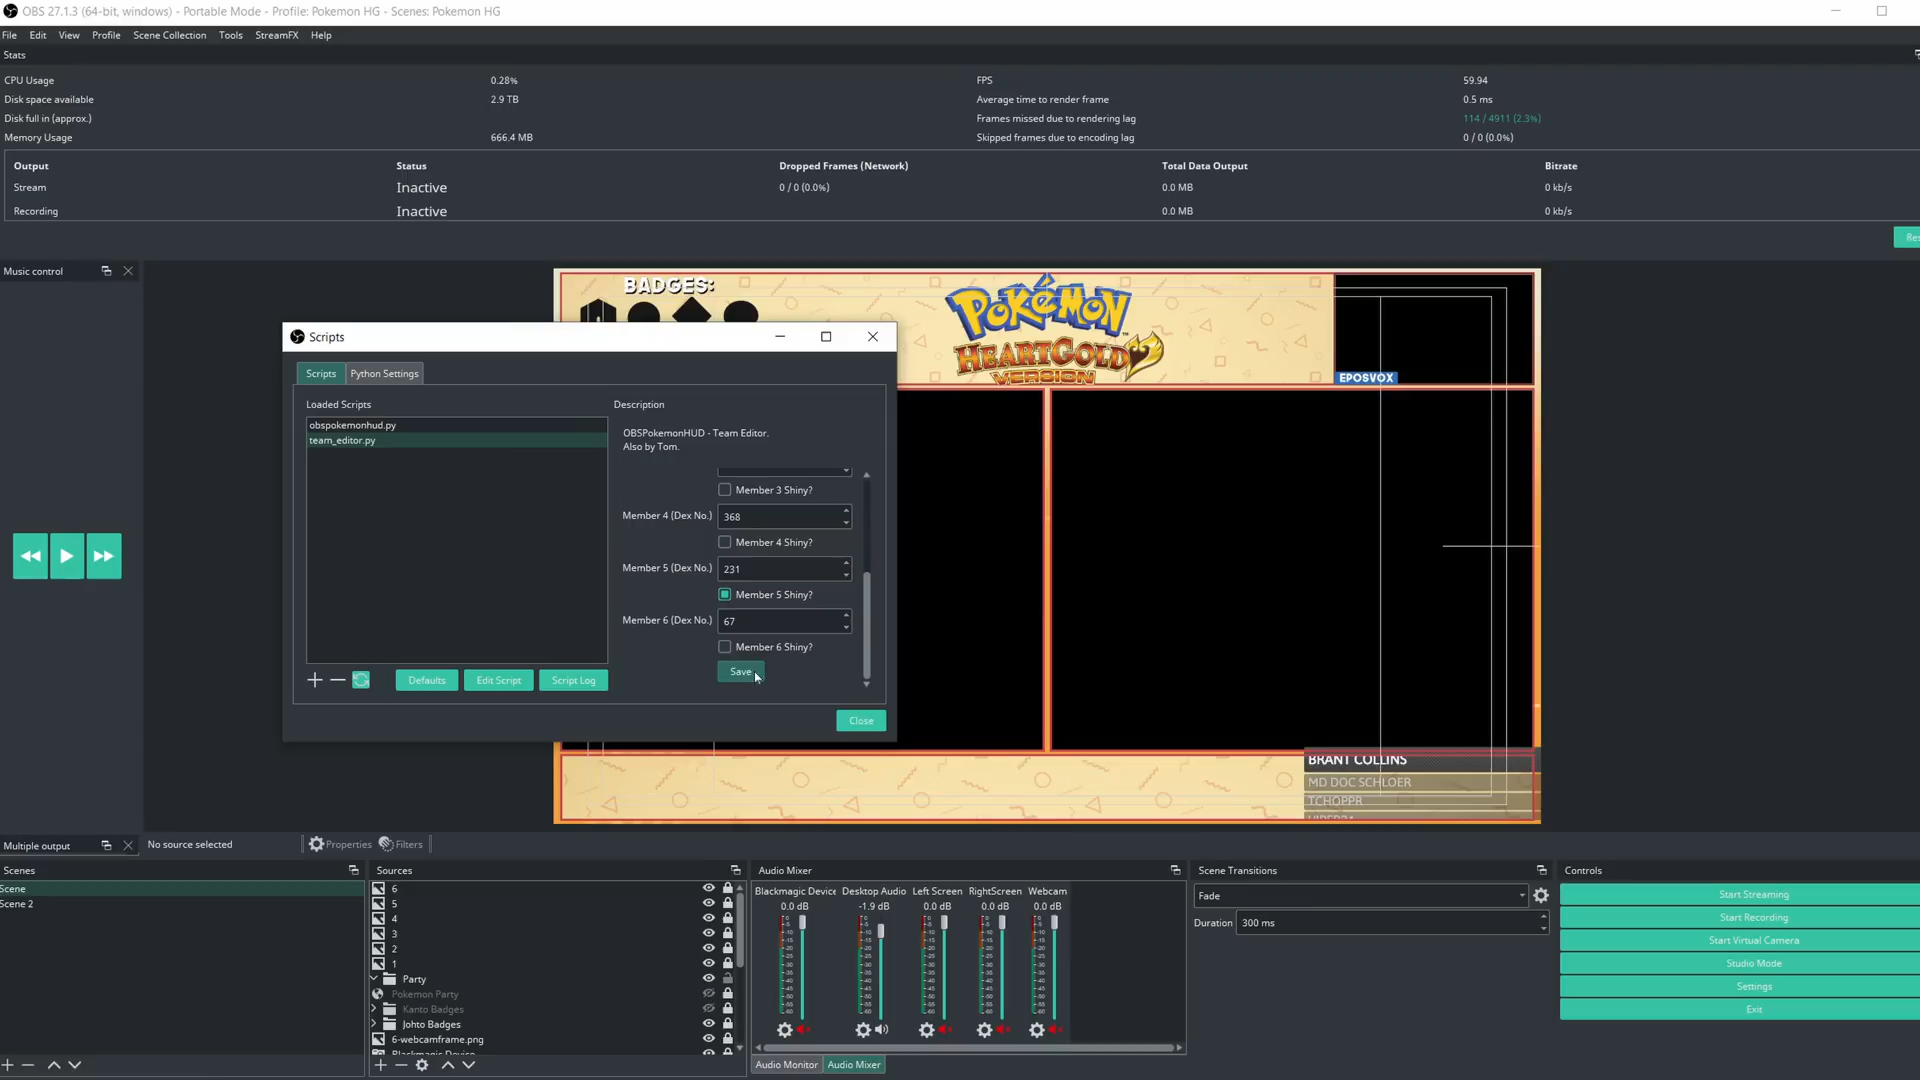 OBS 27.1.3 (64-bit, windows) - Portable Mode - Profile: Pokemon HG - Scenes: Pokemon HG
File Edit View Profile Scene Collection Tools StreamFX Help
Stats
CPU Usage 0.28% FPS 59.94
Disk space available 2.9 TB Average time to render frame 0.5 ms
Disk full in (approx.) Frames missed due to rendering lag 114 / 4911 (2.3%)
Memory Usage 666.4 MB Skipped frames due to encoding lag 0 / 0 (0.0%)
Output Status Dropped Frames (Network) Total Data Output Bitrate
Stream Inactive 0 / 0 (0.0%) 0.0 MB 0 kb/s
Recording Inactive 0.0 MB 0 kb/s
Res
Music control
BADGES:
POKéMON
HEARTGOLD
VERSION
EPOSVOX
Scripts
Scripts Python Settings
Loaded Scripts Description
obspokemonhud.py
team_editor.py
OBSPokemonHUD - Team Editor.
Also by Tom.
Member 3 Shiny?
Member 4 (Dex No.) 368
Member 4 Shiny?
Member 5 (Dex No.) 231
Member 5 Shiny?
Member 6 (Dex No.) 67
Member 6 Shiny?
Save
Defaults Edit Script Script Log
Close
BRANT COLLINS
MD DOC SCHLOER
TCHOPPR
Multiple output No source selected Properties Filters
Scenes Sources Audio Mixer Scene Transitions Controls
Scene
Scene 2
6
5
4
3
2
1
Party
Pokemon Party
Kanto Badges
Johto Badges
6-webcamframe.png
Blackmagic Device
Blackmagic Device Desktop Audio Left Screen RightScreen Webcam
0.0 dB -1.9 dB 0.0 dB 0.0 dB 0.0 dB
Audio Monitor Audio Mixer
Fade
Duration 300 ms
Start Streaming
Start Recording
Start Virtual Camera
Studio Mode
Settings
Exit